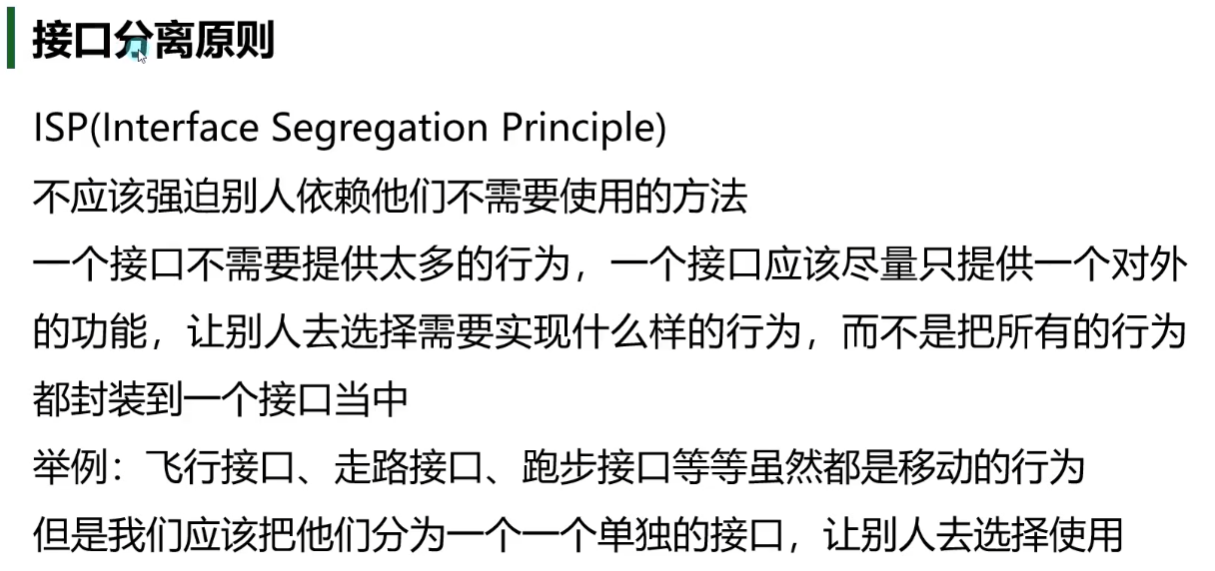 接口分离原则
ISP(Interface Segregation Principle)
不应该强迫别人依赖他们不需要使用的方法
一个接口不需要提供太多的行为，一个接口应该尽量只提供一个对外
的功能，让别人去选择需要实现什么样的行为，而不是把所有的行为
都封装到一个接口当中
举例：飞行接口、走路接口、跑步接口等等虽然都是移动的行为
但是我们应该把他们分为一个一个单独的接口，让别人去选择使用